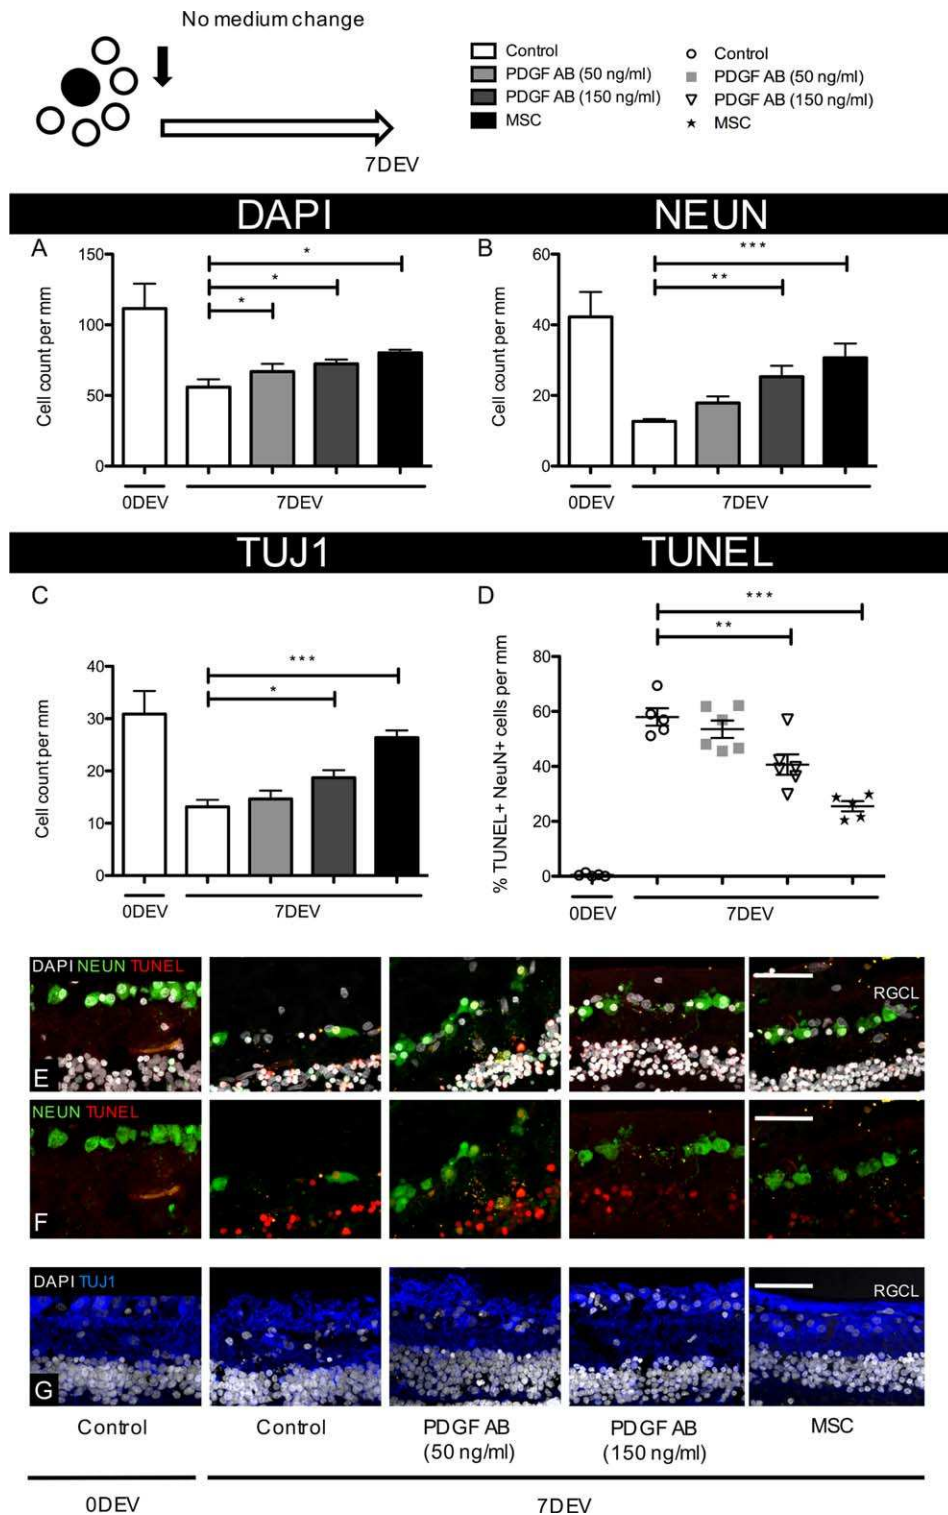 No medium change
7DEV
Control
PDGF AB (50 ng/ml)
PDGF AB (150 ng/ml)
MSC
Control
PDGF AB (50 ng/ml)
PDGF AB (150 ng/ml)
MSC
DAPI
NEUN
A
Cell count per mm
150
100
50
0
*
*
*
0DEV
7DEV
B
Cell count per mm
60
40
20
0
***
**
0DEV
7DEV
TUJ1
TUNEL
C
Cell count per mm
40
30
20
10
0
***
*
0DEV
7DEV
D
% TUNEL+ NeuN+ cells per mm
80
60
40
20
0
***
**
0DEV
7DEV
DAPI NEUN TUNEL
RGCL
E
NEUN TUNEL
F
DAPI TUJ1
RGCL
G
Control
Control
PDGF AB
(50 ng/ml)
PDGF AB
(150 ng/ml)
MSC
0DEV
7DEV